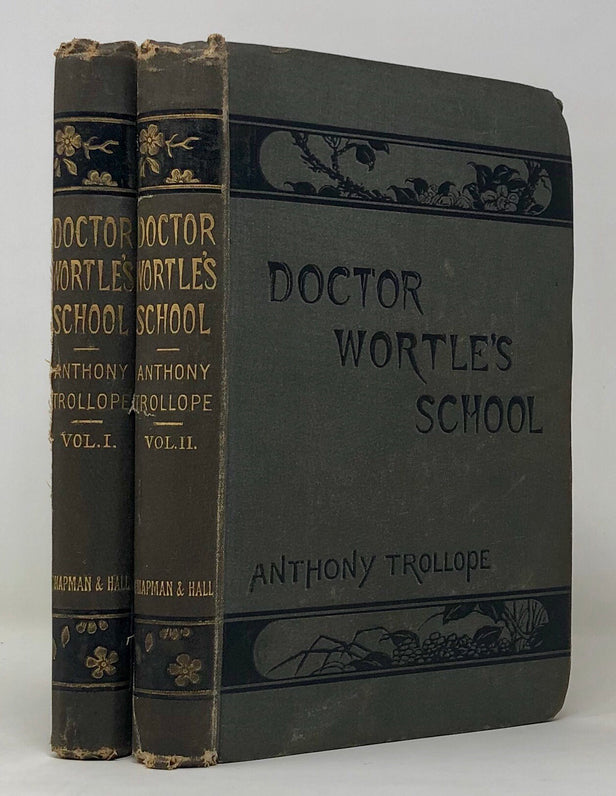 DOCTOR
WORTLE'S
SCHOOL
ANTHONY
TROLLOPE
VOL. I.
CHAPMAN & HALL
DOCTOR
WORTLE'S
SCHOOL
ANTHONY
TROLLOPE
VOL. II.
CHAPMAN & HALL
DOCTOR
WORTLE'S
SCHOOL
ANTHONY TROLLOPE